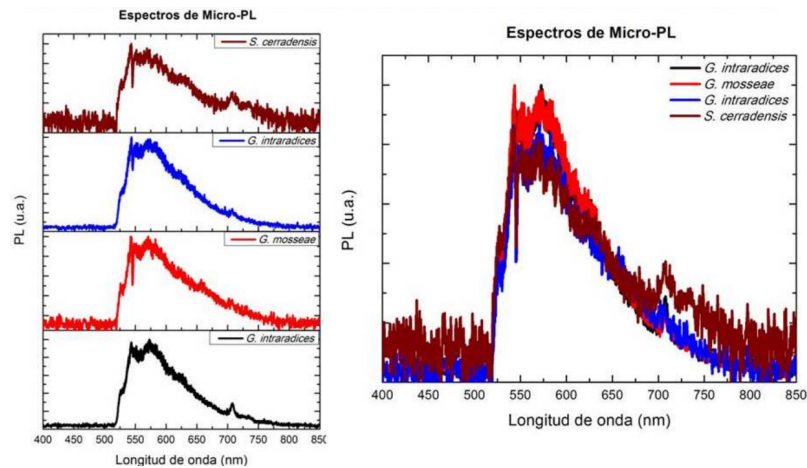 Espectros de Micro-PL
S. cerradensis
G. intraradices
G. mosseae
G. intraradices
PL (u.a.)
400 450 500 550 600 650 700 750 800 850
Longitud de onda (nm)
Espectros de Micro-PL
G. intraradices
G. mosseae
G. intraradices
S. cerradensis
PL (u.a.)
400 450 500 550 600 650 700 750 800 850
Longitud de onda (nm)